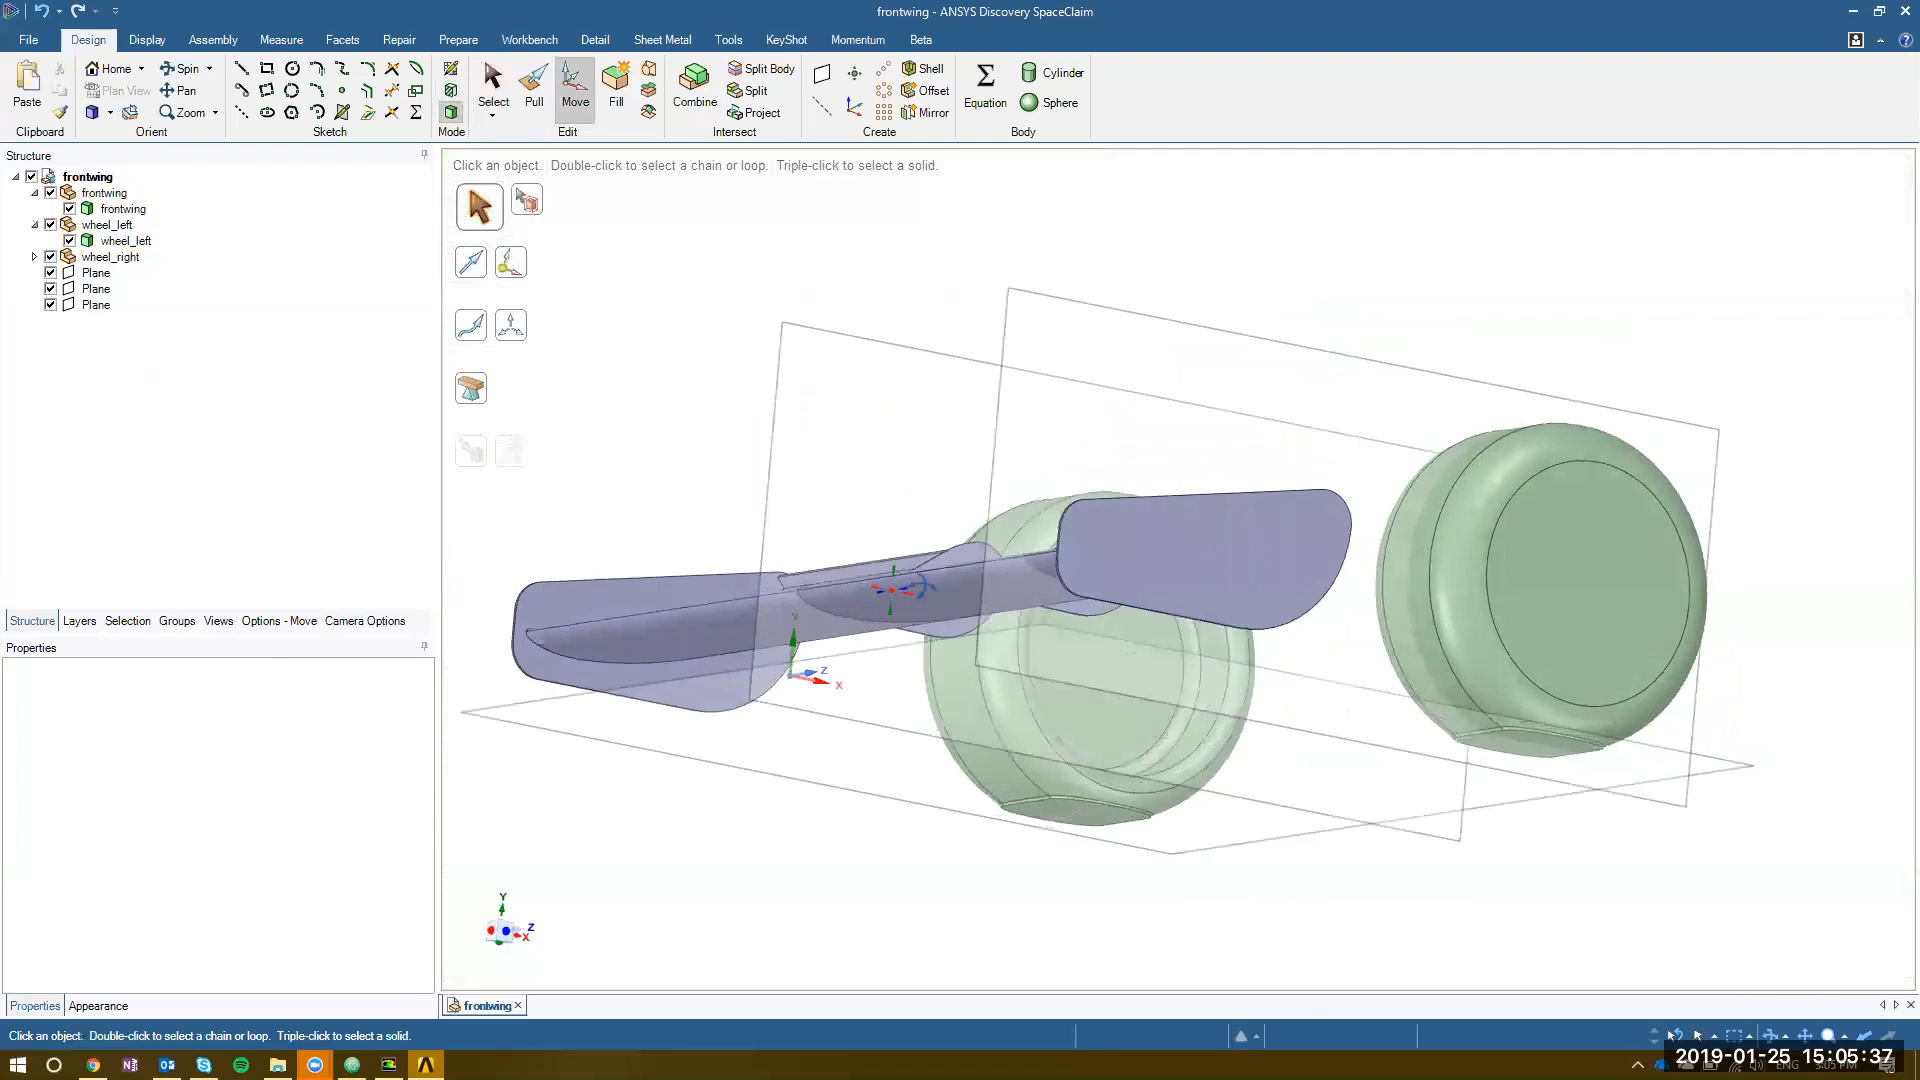 frontwing - ANSYS Discovery SpaceClaim
File Design Display Assembly Measure Facets Repair Prepare Workbench Detail Sheet Metal Tools KeyShot Momentum Beta
Paste
Clipboard
Home Spin
Plan View Pan
Zoom
Orient
Sketch
Mode
Select Pull Move Fill
Edit
Combine
Split Body
Split
Project
Intersect
Shell
Offset
Mirror
Create
Equation
Cylinder
Sphere
Body
Structure
frontwing
frontwing
frontwing
wheel_left
wheel_left
wheel_right
Plane
Plane
Plane
Structure Layers Selection Groups Views Options - Move Camera Options
Properties
Properties Appearance
Click an object. Double-click to select a chain or loop. Triple-click to select a solid.
Y
Z
X
Y
Z
X
frontwing
Click an object. Double-click to select a chain or loop. Triple-click to select a solid.
2019-01-25 15:05:37